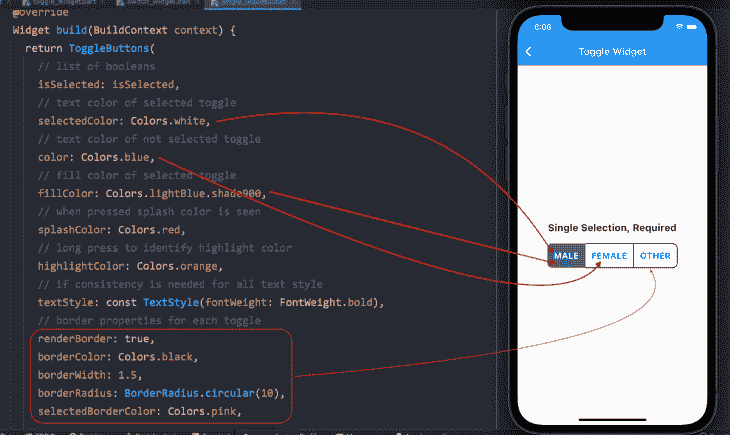 toggle_widget.dart
switch_widget.dart
@override
Widget build(BuildContext context) {
return ToggleButtons(
// list of booleans
isSelected: isSelected,
// text color of selected toggle
selectedColor: Colors.white,
// text color of not selected toggle
color: Colors.blue,
// fill color of selected toggle
fillColor: Colors.lightBlue.shade900,
// when pressed splash color is seen
splashColor: Colors.red,
// long press to identify highlight color
highlightColor: Colors.orange,
// if consistency is needed for all text style
textStyle: const TextStyle(fontWeight: FontWeight.bold),
// border properties for each toggle
renderBorder: true,
borderColor: Colors.black,
borderWidth: 1.5,
borderRadius: BorderRadius.circular(10),
selectedBorderColor: Colors.pink,
6:06
Toggle Widget
Single Selection, Required
MALE FEMALE OTHER